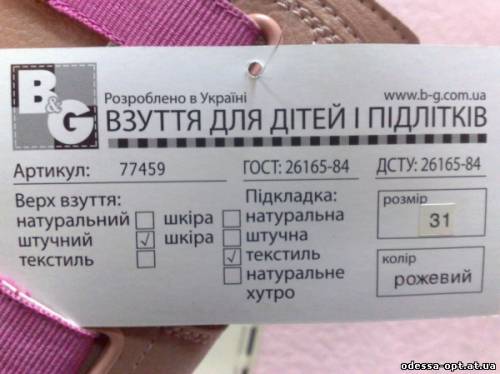 B&G
Розроблено в Україні www.b-g.com.ua
ВЗУТТЯ ДЛЯ ДІТЕЙ І ПІДЛІТКІВ
Артикул: 77459 ГОСТ: 26165-84 ДСТУ: 26165-84
Верх взуття: Підкладка: розмір
натуральний шкіра натуральна 31
штучний √ шкіра штучна
текстиль √ текстиль колір
натуральне рожевий
хутро
odessa-opt.at.ua